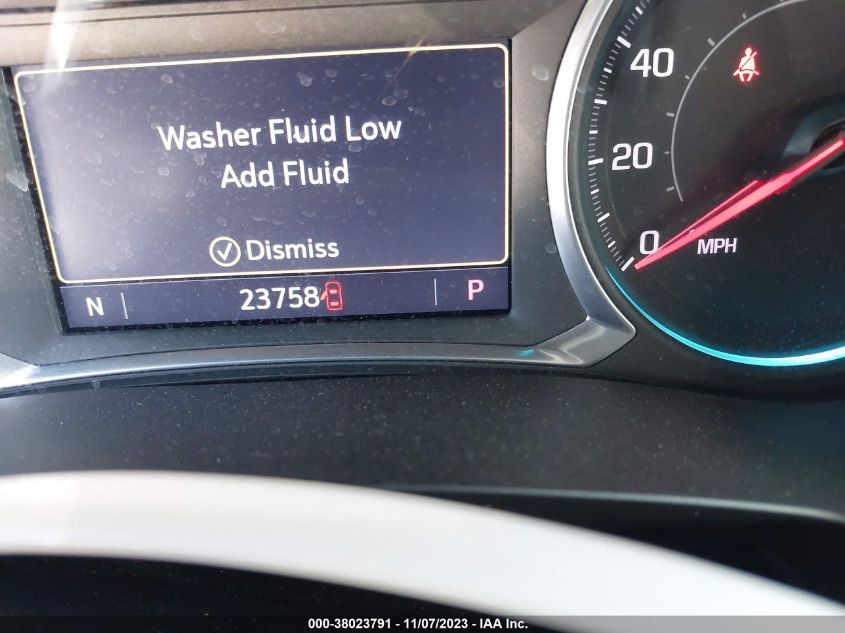 Washer Fluid Low
Add Fluid
Dismiss
N 23758 P
40
20
0
MPH
000-38023791 - 11/07/2023 - IAA Inc.